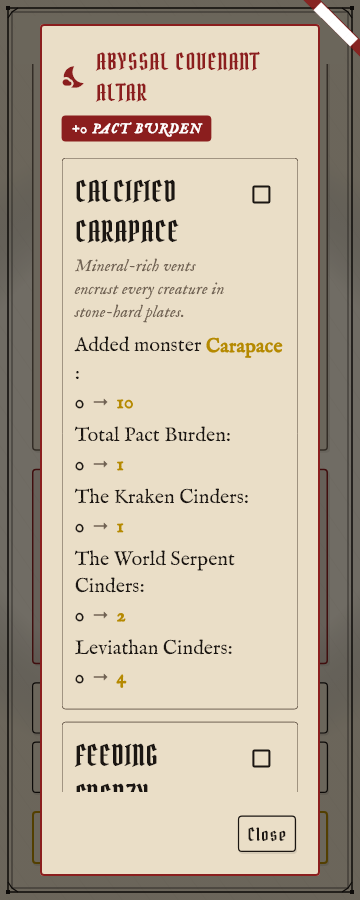 ABYSSAL COVENANT
ALTAR
+0 PACT BURDEN
CALCIFIED
CARAPACE
Mineral-rich vents
encrust every creature in
stone-hard plates.
Added monster Carapace
:
0 → 10
Total Pact Burden:
0 → 1
The Kraken Cinders:
0 → 1
The World Serpent
Cinders:
0 → 2
Leviathan Cinders:
0 → 4
FEEDING
FRENZY
Close